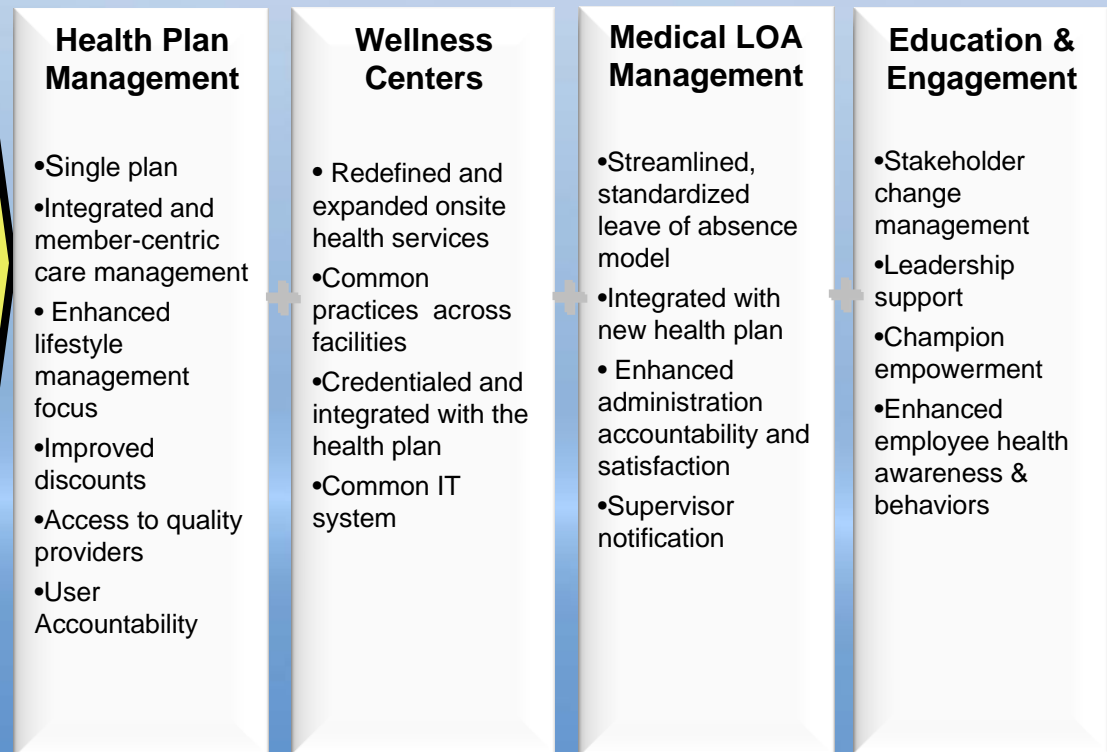 Health Plan
Management
•Single plan
•Integrated and
member-centric
care management
• Enhanced
lifestyle
management
focus
•Improved
discounts
•Access to quality
providers
•User
Accountability
Wellness
Centers
• Redefined and
expanded onsite
health services
•Common
practices across
facilities
•Credentialed and
integrated with the
health plan
•Common IT
system
Medical LOA
Management
•Streamlined,
standardized
leave of absence
model
•Integrated with
new health plan
• Enhanced
administration
accountability and
satisfaction
•Supervisor
notification
Education &
Engagement
•Stakeholder
change
management
•Leadership
support
•Champion
empowerment
•Enhanced
employee health
awareness &
behaviors